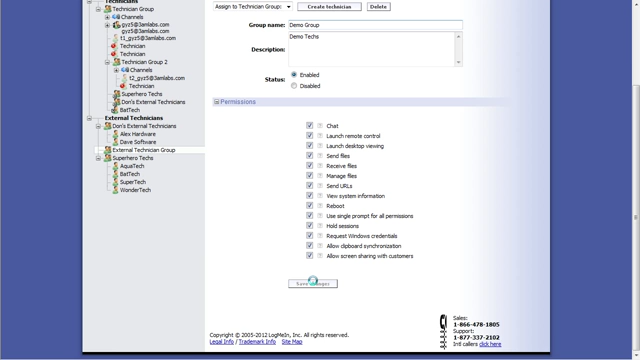 Technicians
Technician Group
Channels
gyz5@3amlabs.com
gyz5@3amlabs.com
t1_gyz5@3amlabs.com
Technician
Technician
Technician Group 2
Channels
t2_gyz5@3amlabs.com
Technician
Superhero Techs
Don's External Technicians
BatTech
External Technicians
Don's External Technicians
Alex Hardware
Dave Software
External Technician Group
Superhero Techs
AquaTech
BatTech
SuperTech
WonderTech
Assign to Technician Group:
Create technician
Delete
Group name: Demo Group
Description: Demo Techs
Status: Enabled
Disabled
Permissions
? Chat
? Launch remote control
? Launch desktop viewing
? Send files
? Receive files
? Manage files
? Send URLs
? View system information
? Reboot
? Use single prompt for all permissions
? Hold sessions
? Request Windows credentials
? Allow clipboard synchronization
? Allow screen sharing with customers
Save changes
Sales:
1-866-478-1805
Support:
1-877-337-2102
Intl callers click here
Copyright © 2005-2012 LogMeIn, Inc. All rights reserved.
Legal Info / Trademark Info Site Map